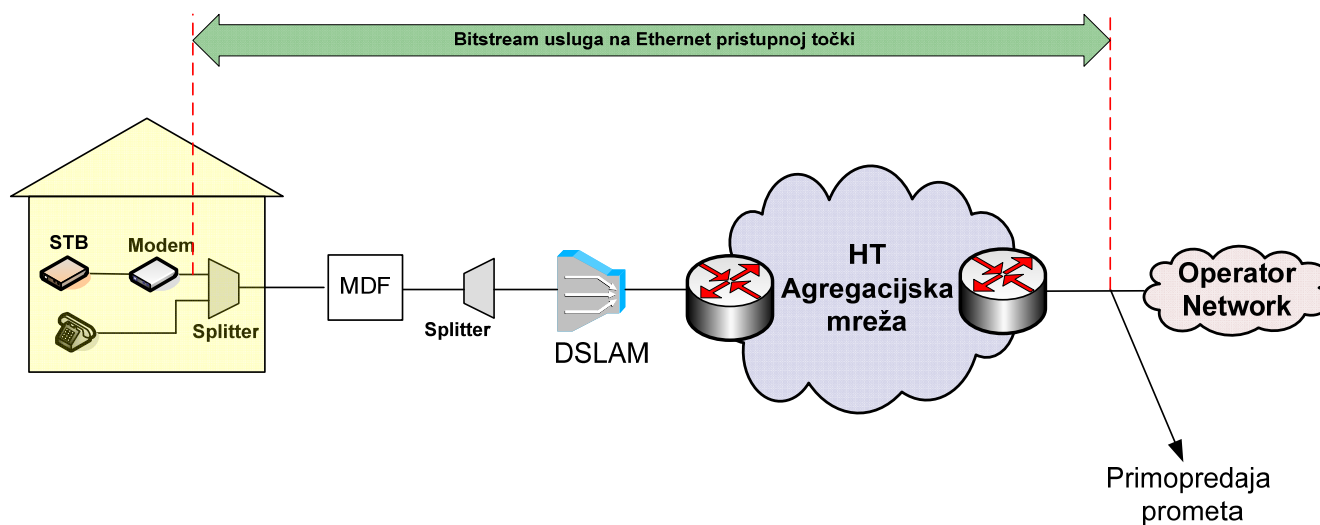 Bitstream usluga na Ethernet pristupnoj točki
STB
Modem
Splitter
MDF
Splitter
DSLAM
HT
Agregacijska
mreža
Operator
Network
Primopredaja
prometa